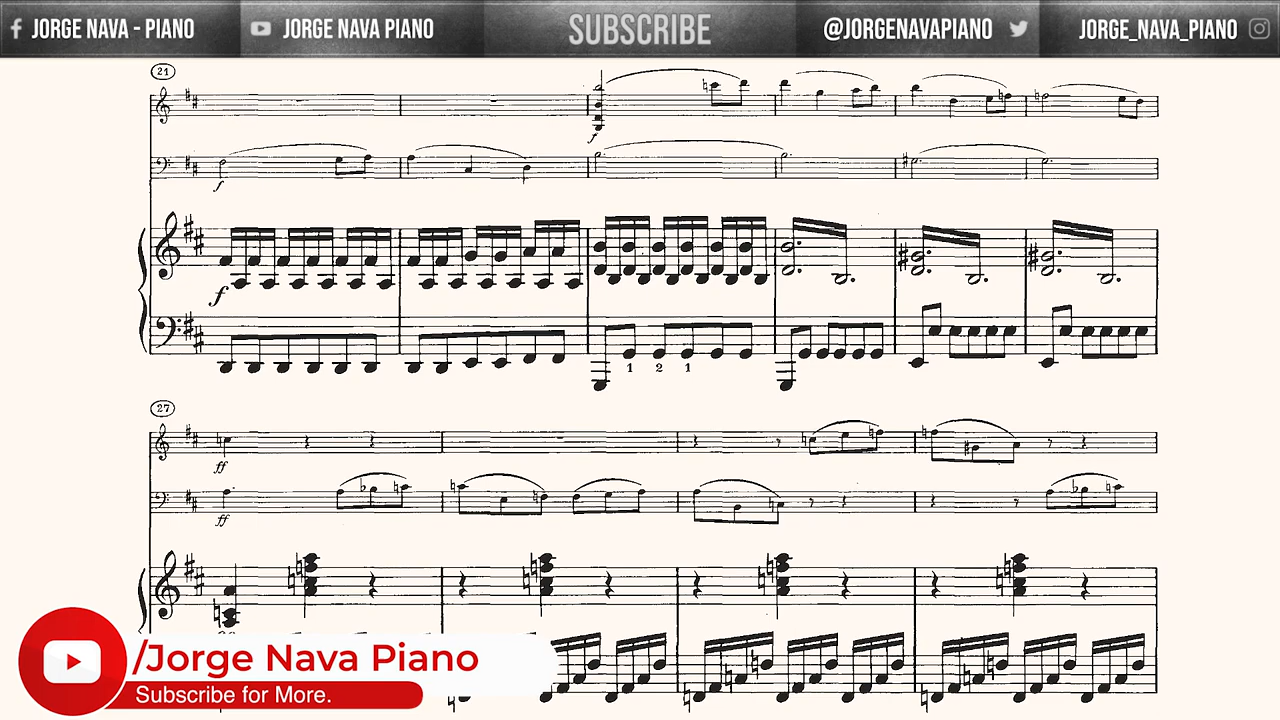 JORGE NAVA - PIANO
JORGE NAVA PIANO
SUBSCRIBE
@JORGENAVAPIANO
JORGE_NAVA_PIANO
21
f
f
f
1 2 1
27
ff
ff
/Jorge Nava Piano
Subscribe for More.